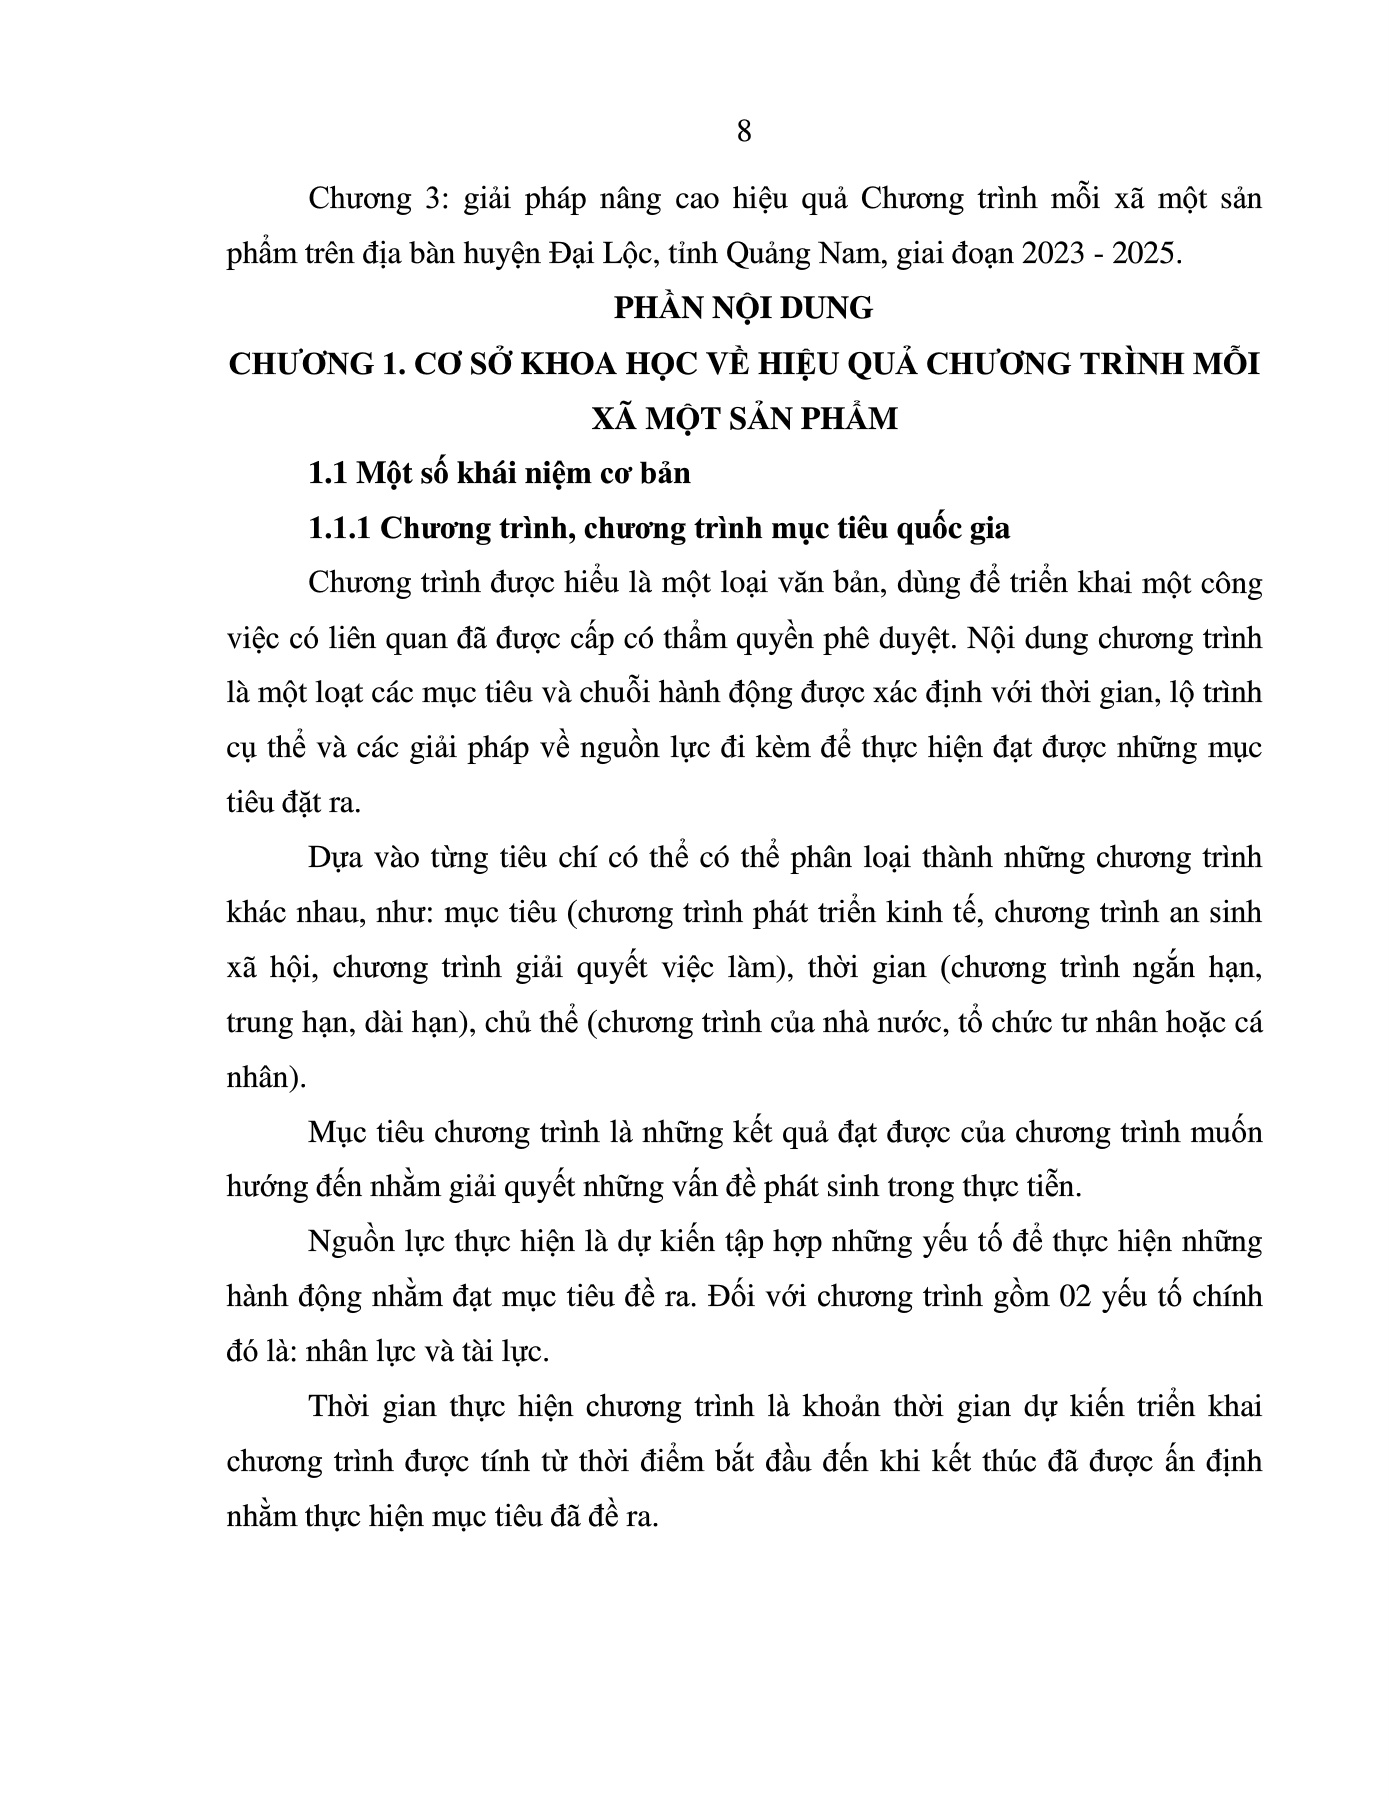 8
Chương 3: giải pháp nâng cao hiệu quả Chương trình mỗi xã một sản
phẩm trên địa bàn huyện Đại Lộc, tỉnh Quảng Nam, giai đoạn 2023 - 2025.
PHẦN NỘI DUNG
CHƯƠNG 1. CƠ SỞ KHOA HỌC VỀ HIỆU QUẢ CHƯƠNG TRÌNH MỖI
XÃ MỘT SẢN PHẨM
1.1 Một số khái niệm cơ bản
1.1.1 Chương trình, chương trình mục tiêu quốc gia
Chương trình được hiểu là một loại văn bản, dùng để triển khai một công
việc có liên quan đã được cấp có thẩm quyền phê duyệt. Nội dung chương trình
là một loạt các mục tiêu và chuỗi hành động được xác định với thời gian, lộ trình
cụ thể và các giải pháp về nguồn lực đi kèm để thực hiện đạt được những mục
tiêu đặt ra.
Dựa vào từng tiêu chí có thể có thể phân loại thành những chương trình
khác nhau, như: mục tiêu (chương trình phát triển kinh tế, chương trình an sinh
xã hội, chương trình giải quyết việc làm), thời gian (chương trình ngắn hạn,
trung hạn, dài hạn), chủ thể (chương trình của nhà nước, tổ chức tư nhân hoặc cá
nhân).
Mục tiêu chương trình là những kết quả đạt được của chương trình muốn
hướng đến nhằm giải quyết những vấn đề phát sinh trong thực tiễn.
Nguồn lực thực hiện là dự kiến tập hợp những yếu tố để thực hiện những
hành động nhằm đạt mục tiêu đề ra. Đối với chương trình gồm 02 yếu tố chính
đó là: nhân lực và tài lực.
Thời gian thực hiện chương trình là khoản thời gian dự kiến triển khai
chương trình được tính từ thời điểm bắt đầu đến khi kết thúc đã được ấn định
nhằm thực hiện mục tiêu đã đề ra.